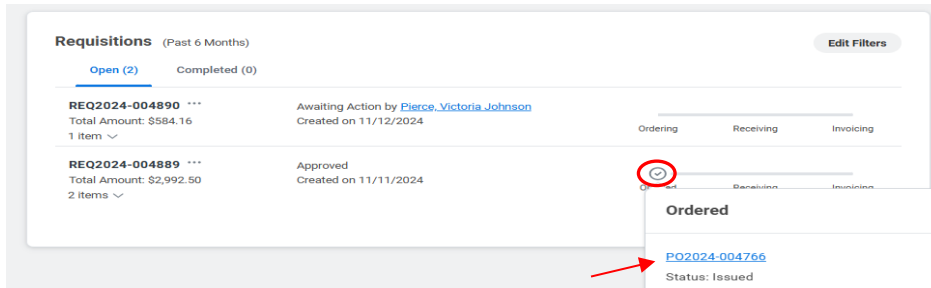 Requisitions (Past 6 Months)
Edit Filters
Open (2) Completed (0)
REQ2024-004890 ...
Awaiting Action by Pierce, Victoria Johnson
Total Amount: $584.16
Created on 11/12/2024
1 item
Ordering Receiving Invoicing
REQ2024-004889 ...
Approved
Total Amount: $2,992.50
Created on 11/11/2024
2 items
Ordered Receiving Invoicing
Ordered
PO2024-004766
Status: Issued